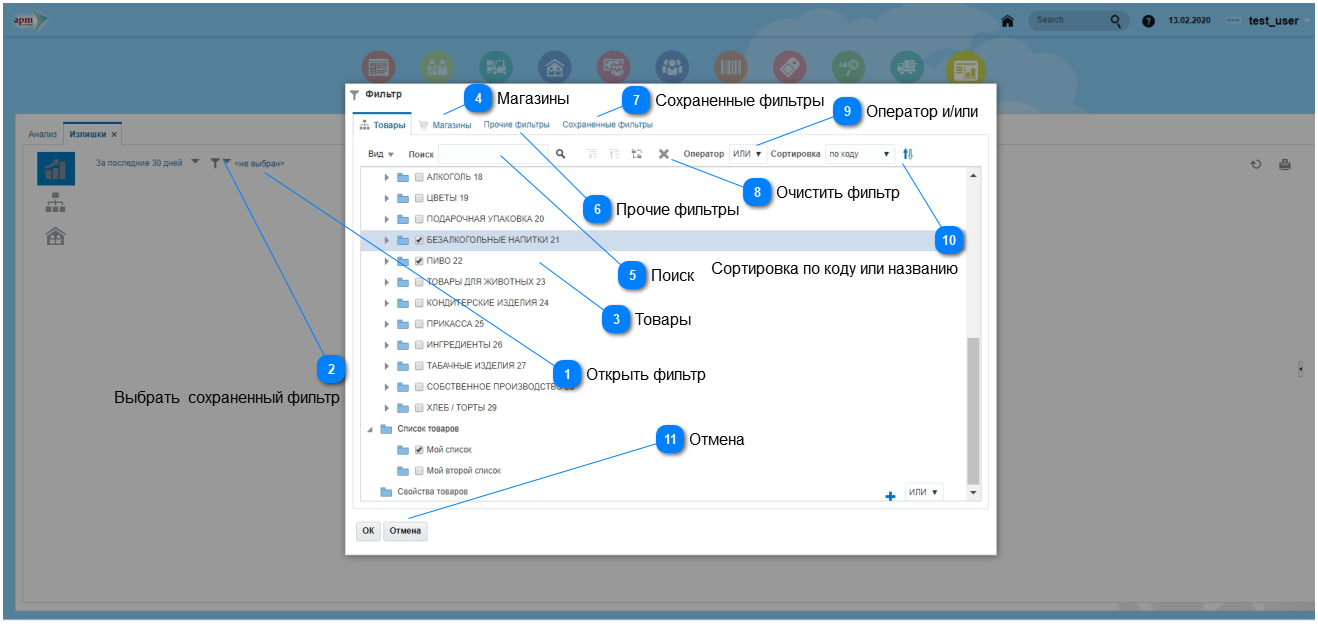 apm
Search
?
13.02.2020
test_user
Фильтр
4 Магазины
7 Сохраненные фильтры
9 Оператор и/или
Товары Магазины Прочие фильтры Сохраненные фильтры
Анализ Излишки ×
Вид Поиск Оператор ИЛИ Сортировка по коду
За последние 30 дней <не выбран>
АЛКОГОЛЬ 18
8 Очистить фильтр
ЦВЕТЫ 19
6 Прочие фильтры
ПОДАРОЧНАЯ УПАКОВКА 20
БЕЗАЛКОГОЛЬНЫЕ НАПИТКИ 21
10
ПИВО 22
Сортировка по коду или названию
5 Поиск
ТОВАРЫ ДЛЯ ЖИВОТНЫХ 23
КОНДИТЕРСКИЕ ИЗДЕЛИЯ 24
3 Товары
ПРИКАССА 25
ИНГРЕДИЕНТЫ 26
2
ТАБАЧНЫЕ ИЗДЕЛИЯ 27
1 Открыть фильтр
СОБСТВЕННОЕ ПРОИЗВОДСТВО
Выбрать сохраненный фильтр
ХЛЕБ / ТОРТЫ 29
Список товаров
11 Отмена
Мой список
Мой второй список
Свойства товаров
ИЛИ
ОК Отмена